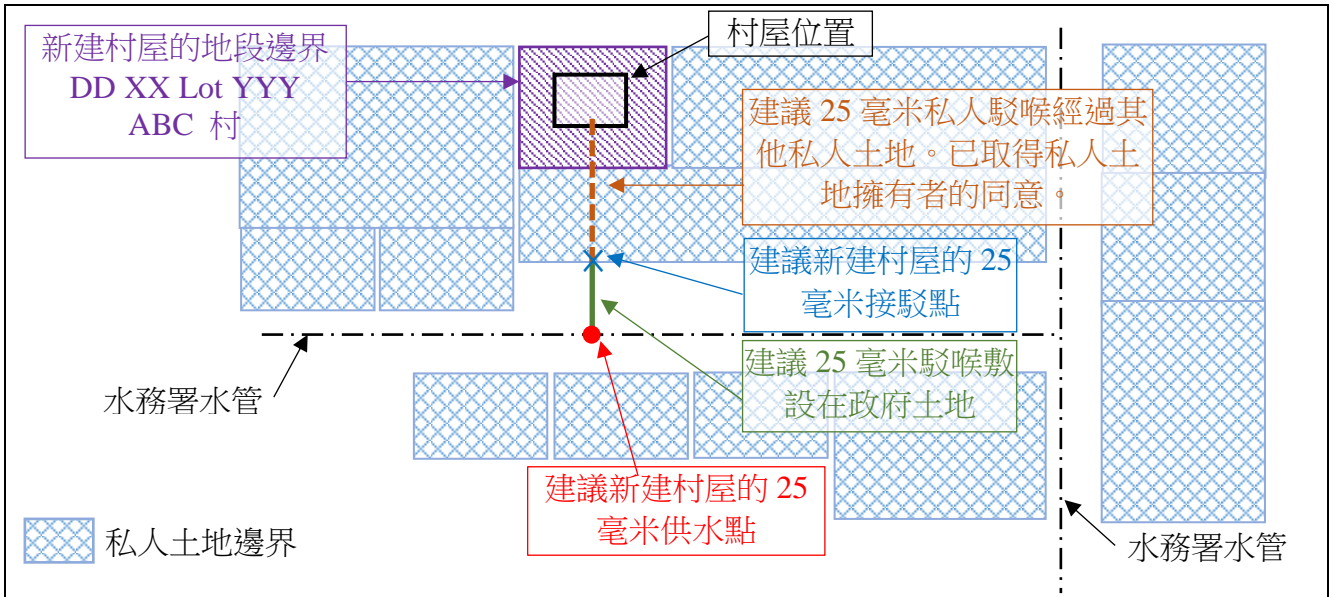 新建村屋的地段邊界
DD XX Lot YYY
ABC 村
村屋位置
建議 25 毫米私人駁喉經過其
他私人土地。已取得私人土
地擁有者的同意。
建議新建村屋的 25
毫米接駁點
建議 25 毫米駁喉敷
設在政府土地
水務署水管
建議新建村屋的 25
毫米供水點
私人土地邊界
水務署水管